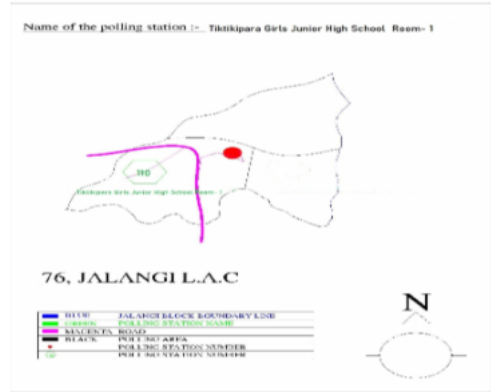 Name of the polling station :- Tiktikipara Girls Junior High School Room- 1
110
Tiktikipara Girls Junior High School Room- 1
76, JALANGI L.A.C
N
BLUE JALANGI BLOCK BOUNDARY LINE
GREEN POLLING STATION NAME
MAGENTA ROAD
BLACK POLLING AREA
POLLING STATION NUMBER
POLLING STATION NUMBER